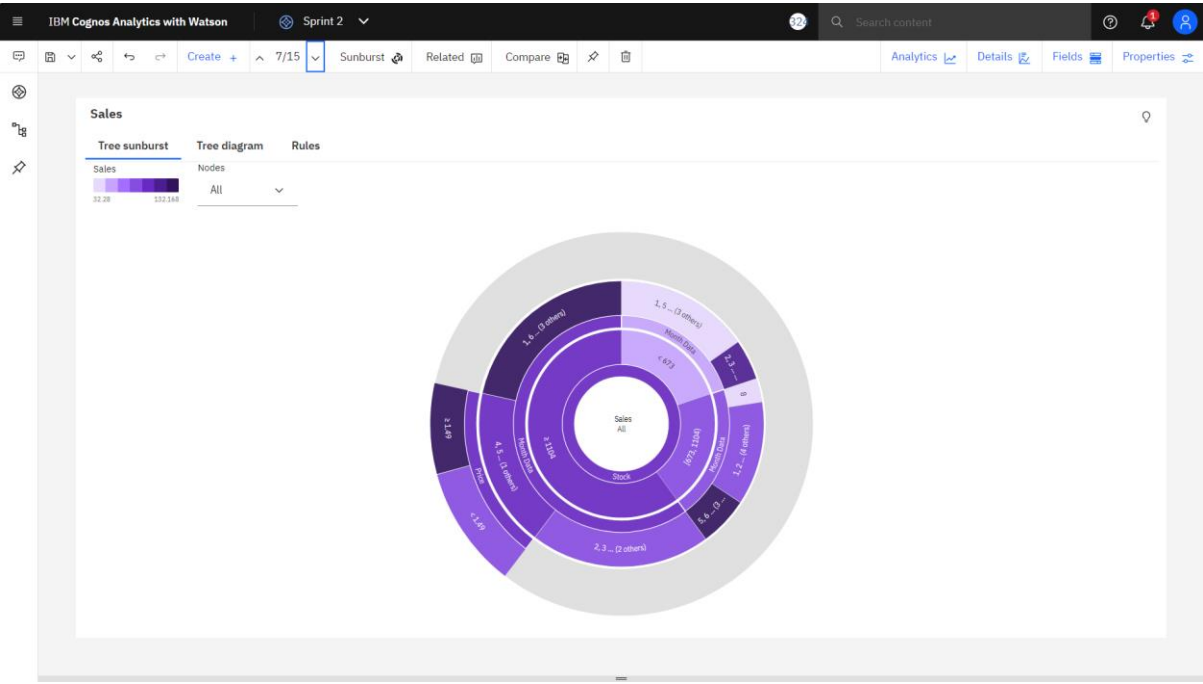 IBM Cognos Analytics with Watson
Sprint 2
324
Search content
1
Create +
7/15
Sunburst
Related
Compare
Analytics
Details
Fields
Properties
Sales
Tree sunburst
Tree diagram
Rules
Sales
Nodes
32.28
132.168
All
1, 5 ... (3 others)
Month Data
< 673
2, 3 ... ...
8
1, 2 ... (4 others)
Month Data
[673, 1104)
5, 6 ... (3 ...
2, 3 ... (2 others)
1, 6 ... (3 others)
≥ 1104
Month Data
4, 5 ... (1 others)
Price
≥ 1.49
< 1.49
Sales
All
Stock